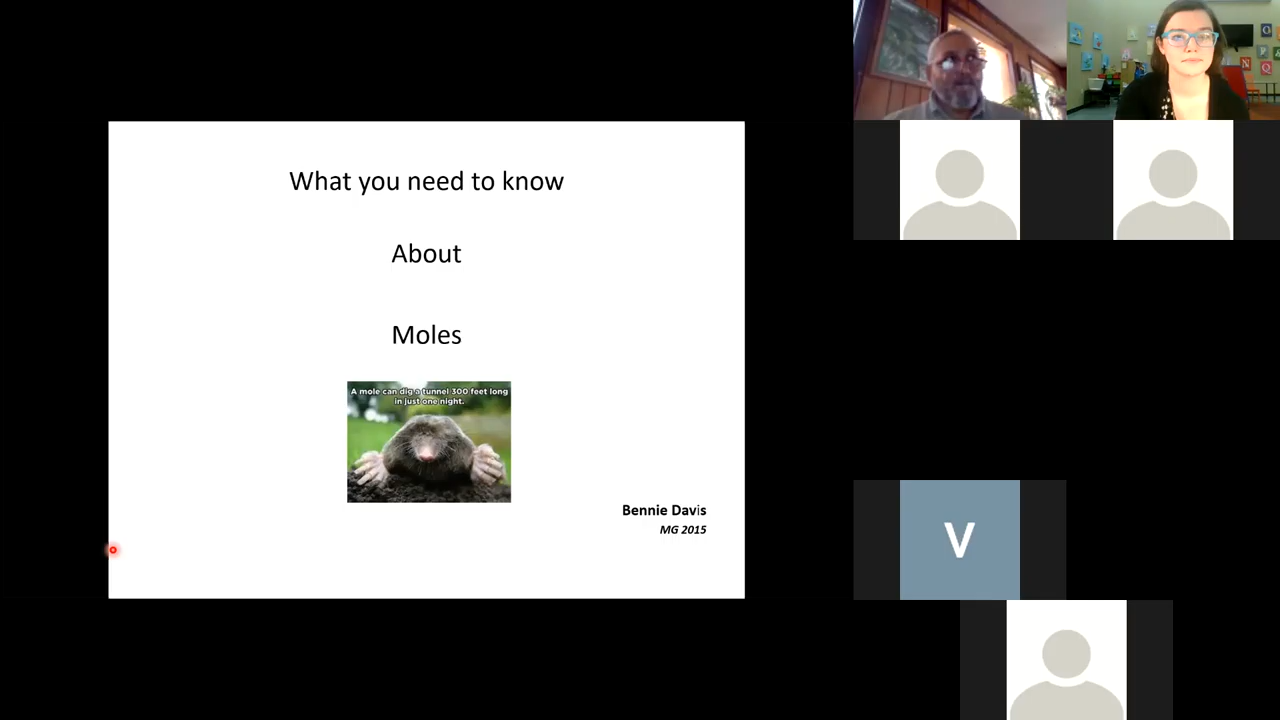 What you need to know
About
Moles
A mole can dig a tunnel 300 feet long
in just one night.
Bennie Davis
MG 2015
V